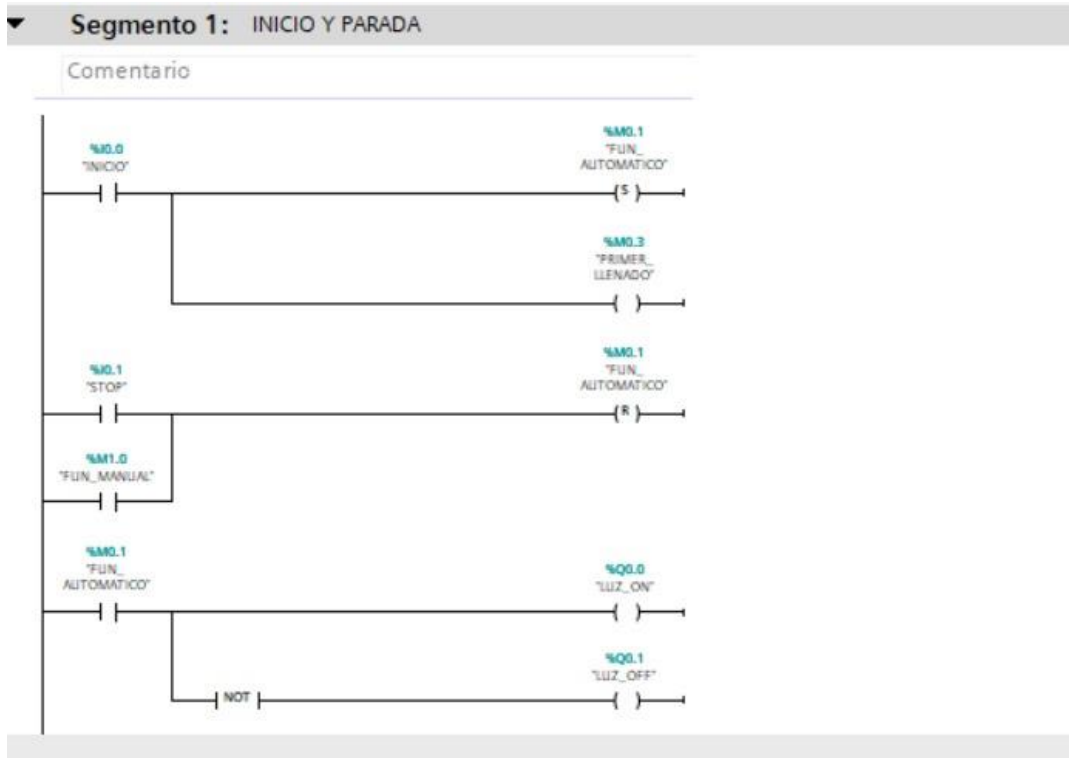 Segmento 1: INICIO Y PARADA
Comentario
%I0.0
"INICIO"
%M0.1
"FUN_
AUTOMATICO"
S
%M0.3
"PRIMER_
LLENADO"
%I0.1
"STOP"
%M0.1
"FUN_
AUTOMATICO"
R
%M1.0
"FUN_MANUAL"
%M0.1
"FUN_
AUTOMATICO"
%Q0.0
"LUZ_ON"
%Q0.1
"LUZ_OFF"
NOT